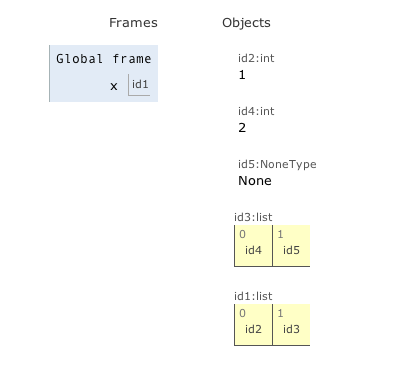 Frames
Objects
Global frame
x id1
id2:int
1
id4:int
2
id5:NoneType
None
id3:list
0 1
id4 id5
id1:list
0 1
id2 id3